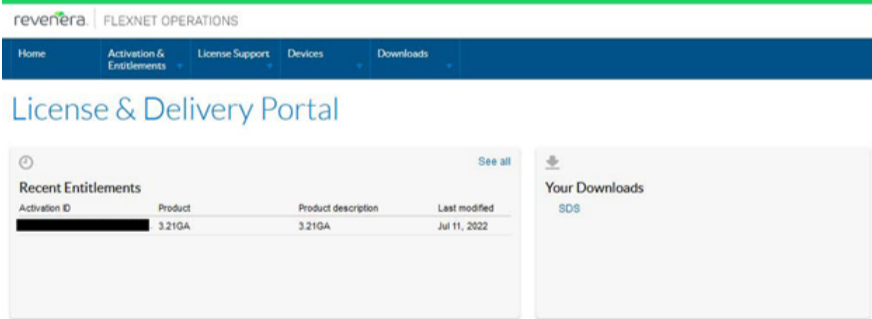 revenera. FLEXNET OPERATIONS
Home Activation & Entitlements License Support Devices Downloads
License & Delivery Portal
See all
Recent Entitlements
Activation ID Product Product description Last modified
3.21GA 3.21GA Jul 11, 2022
Your Downloads
SDS